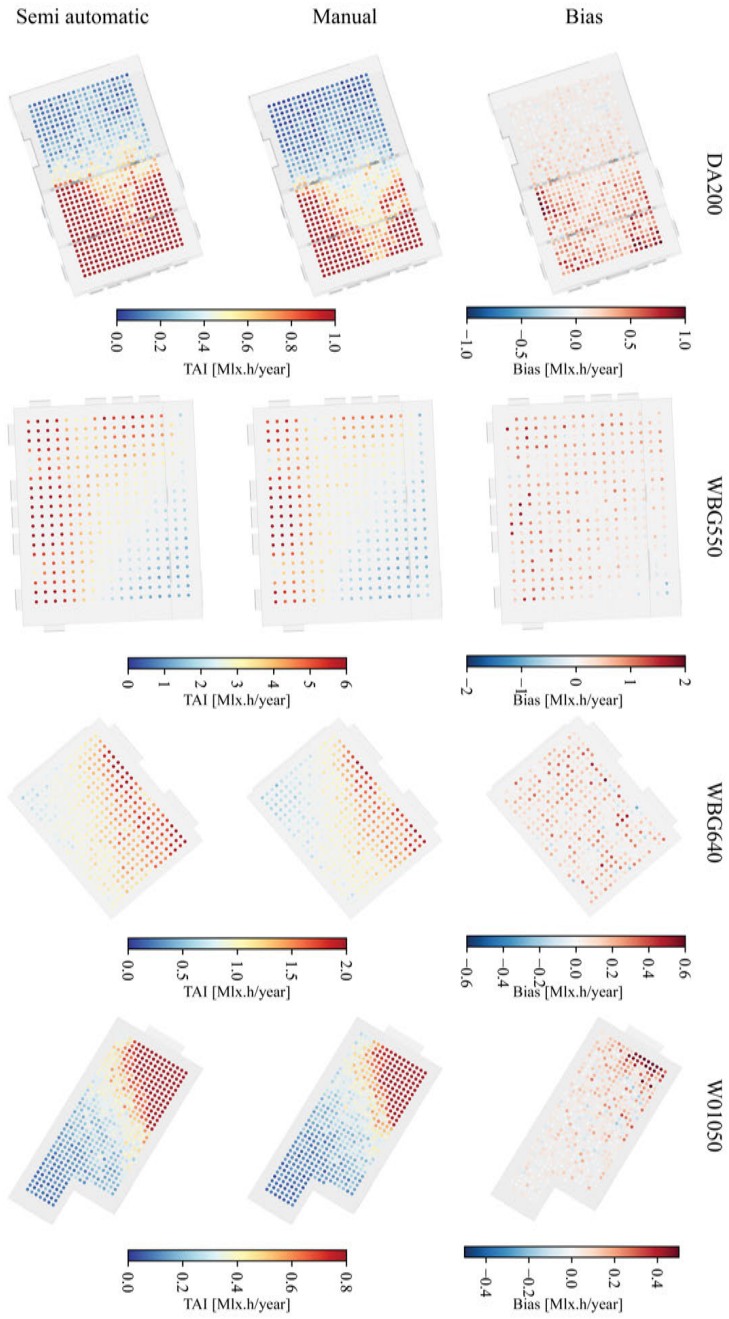 Semi automatic Manual Bias
DA200
0.0 0.2 0.4 0.6 0.8 1.0
TAI [Mlx.h/year]
−1.0 −0.5 0.0 0.5 1.0
Bias [Mlx.h/year]
WBG550
0 1 2 3 4 5 6
TAI [Mlx.h/year]
−2 −1 0 1 2
Bias [Mlx.h/year]
WBG640
0.0 0.5 1.0 1.5 2.0
TAI [Mlx.h/year]
−0.6 −0.4 −0.2 0.0 0.2 0.4 0.6
Bias [Mlx.h/year]
W01050
0.0 0.2 0.4 0.6 0.8
TAI [Mlx.h/year]
−0.4 −0.2 0.0 0.2 0.4
Bias [Mlx.h/year]